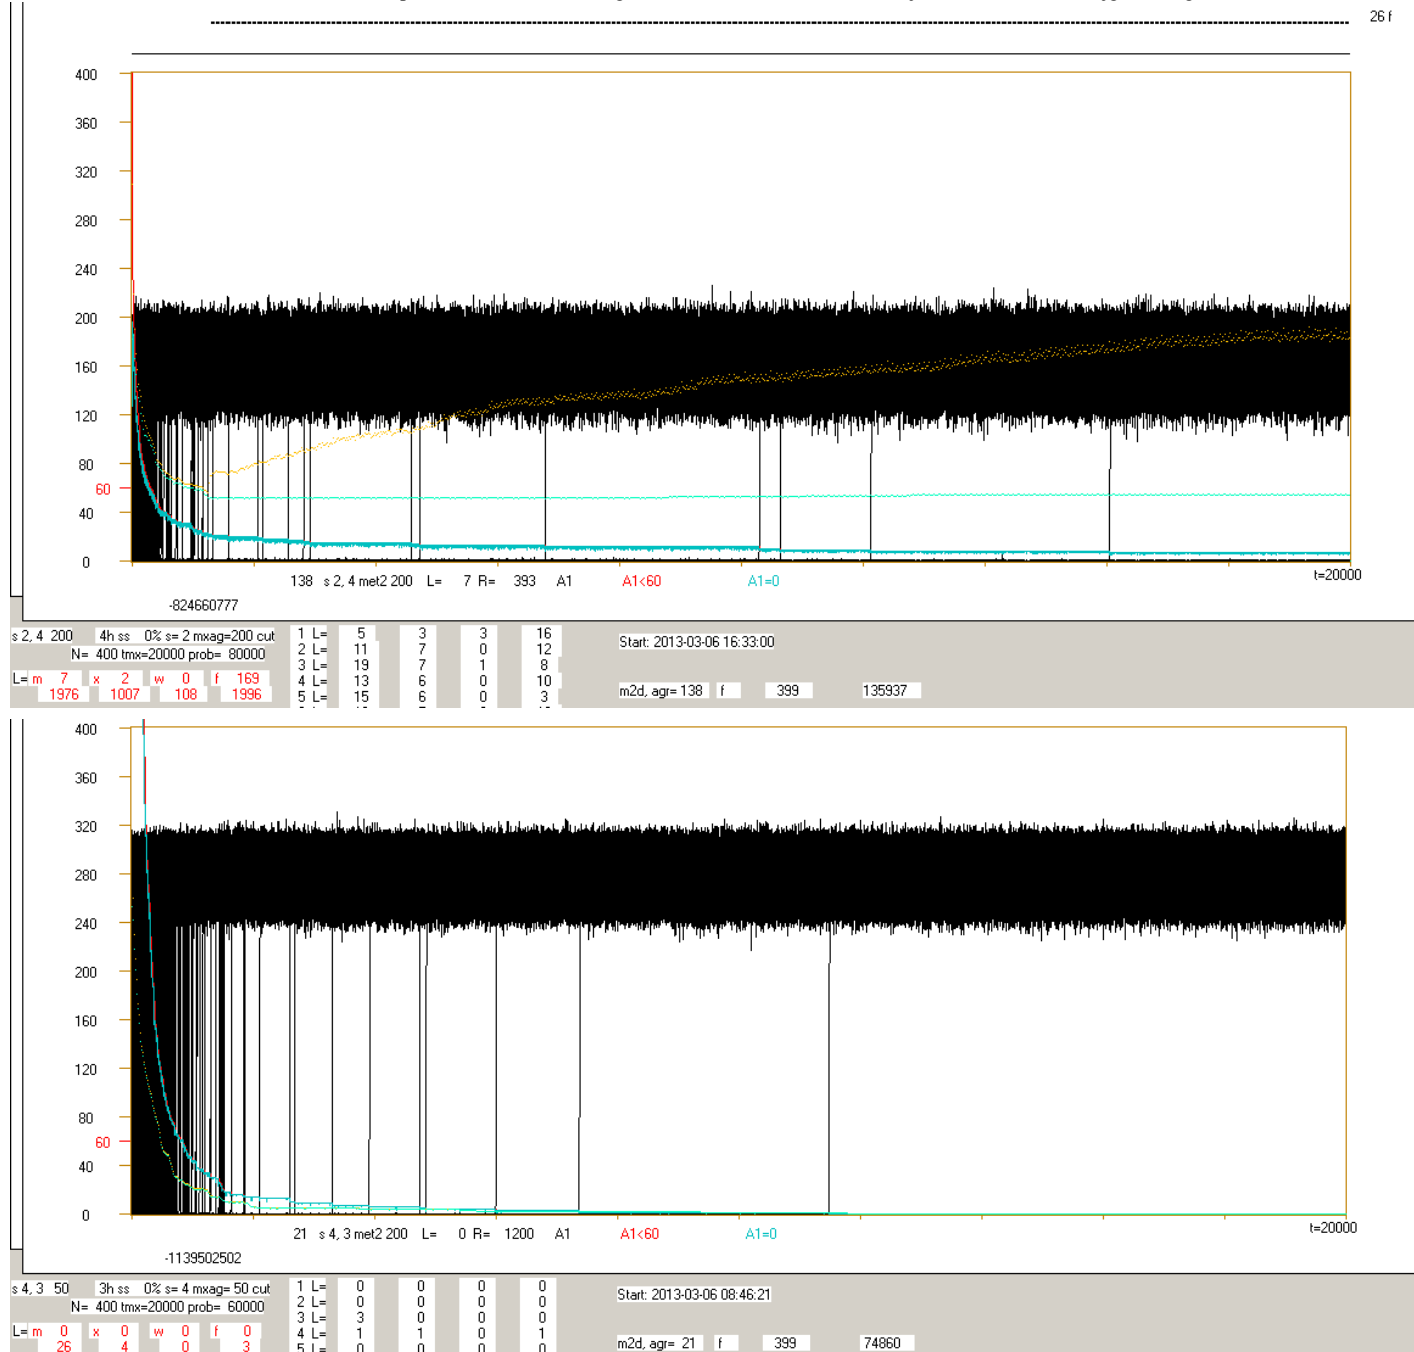 26 f
400
360
320
280
240
200
160
120
80
60
40
0
138 s 2, 4 met2 200 L= 7 R= 393 A1 A1<60 A1=0 t=20000
-824660777
s 2, 4 200 4h ss 0% s= 2 mxag=200 cut 1 L= 5 3 3 16 Start: 2013-03-06 16:33:00
N= 400 tmx=20000 prob= 80000 2 L= 11 7 0 12
3 L= 19 7 1 8
L= m 7 x 2 w 0 f 169 4 L= 13 6 0 10
1976 1007 108 1996 5 L= 15 6 0 3 m2d, agr= 138 f 399 135937
400
360
320
280
240
200
160
120
80
60
40
0
21 s 4, 3 met2 200 L= 0 R= 1200 A1 A1<60 A1=0 t=20000
-1139502502
s 4, 3 50 3h ss 0% s= 4 mxag= 50 cut 1 L= 0 0 0 0 Start: 2013-03-06 08:46:21
N= 400 tmx=20000 prob= 60000 2 L= 0 0 0 0
3 L= 3 0 0 0
L= m 0 x 0 w 0 f 0 4 L= 1 1 0 1
26 4 0 3 5 L= 0 0 0 0 m2d, agr= 21 f 399 74860